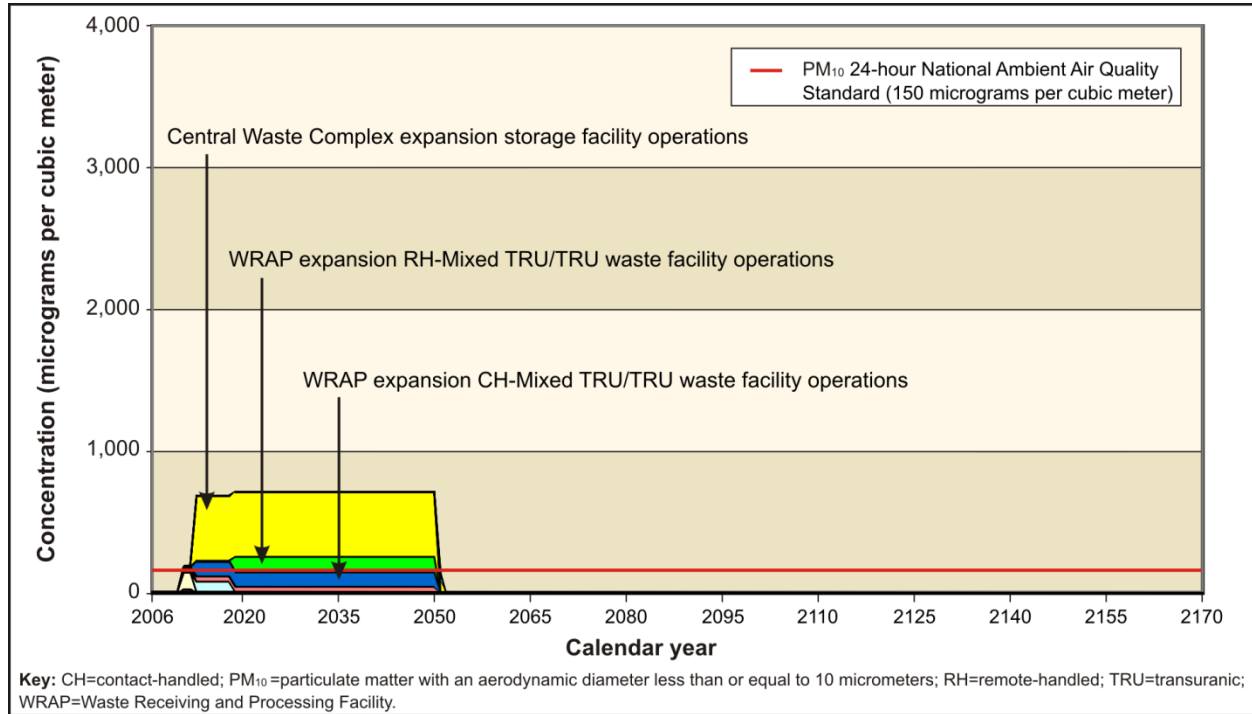 4,000
3,000
2,000
1,000
0
Concentration (micrograms per cubic meter)
PM₁₀ 24-hour National Ambient Air Quality
Standard (150 micrograms per cubic meter)
Central Waste Complex expansion storage facility operations
WRAP expansion RH-Mixed TRU/TRU waste facility operations
WRAP expansion CH-Mixed TRU/TRU waste facility operations
2006 2020 2035 2050 2065 2080 2095 2110 2125 2140 2155 2170
Calendar year
Key: CH=contact-handled; PM₁₀=particulate matter with an aerodynamic diameter less than or equal to 10 micrometers; RH=remote-handled; TRU=transuranic;
WRAP=Waste Receiving and Processing Facility.